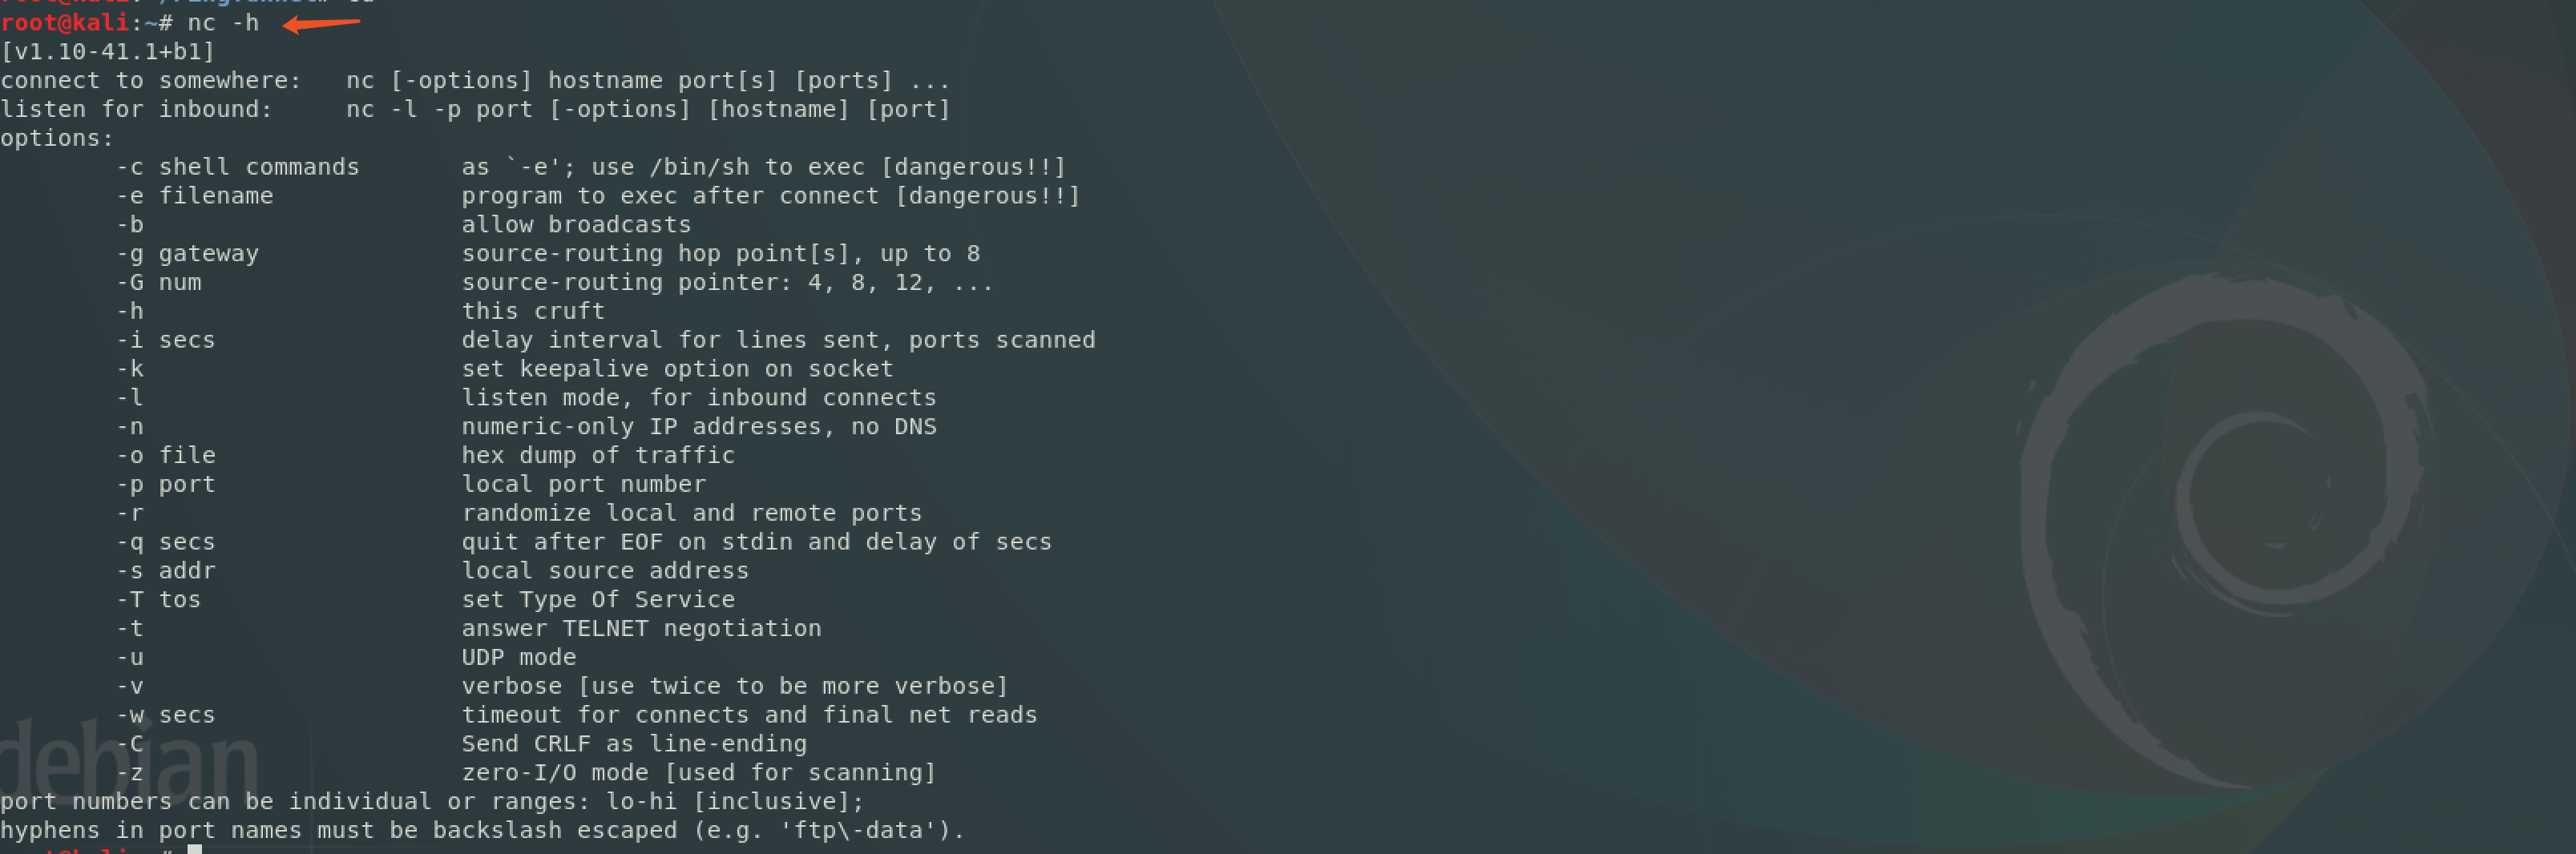 root@kali:~# nc -h
[v1.10-41.1+b1]
connect to somewhere:   nc [-options] hostname port[s] [ports] ...
listen for inbound:     nc -l -p port [-options] [hostname] [port]
options:
        -c shell commands       as `-e'; use /bin/sh to exec [dangerous!!]
        -e filename             program to exec after connect [dangerous!!]
        -b                      allow broadcasts
        -g gateway              source-routing hop point[s], up to 8
        -G num                  source-routing pointer: 4, 8, 12, ...
        -h                      this cruft
        -i secs                 delay interval for lines sent, ports scanned
        -k                      set keepalive option on socket
        -l                      listen mode, for inbound connects
        -n                      numeric-only IP addresses, no DNS
        -o file                 hex dump of traffic
        -p port                 local port number
        -r                      randomize local and remote ports
        -q secs                 quit after EOF on stdin and delay of secs
        -s addr                 local source address
        -T tos                  set Type Of Service
        -t                      answer TELNET negotiation
        -u                      UDP mode
        -v                      verbose [use twice to be more verbose]
        -w secs                 timeout for connects and final net reads
        -C                      Send CRLF as line-ending
        -z                      zero-I/O mode [used for scanning]
port numbers can be individual or ranges: lo-hi [inclusive];
hyphens in port names must be backslash escaped (e.g. 'ftp\-data').
debian